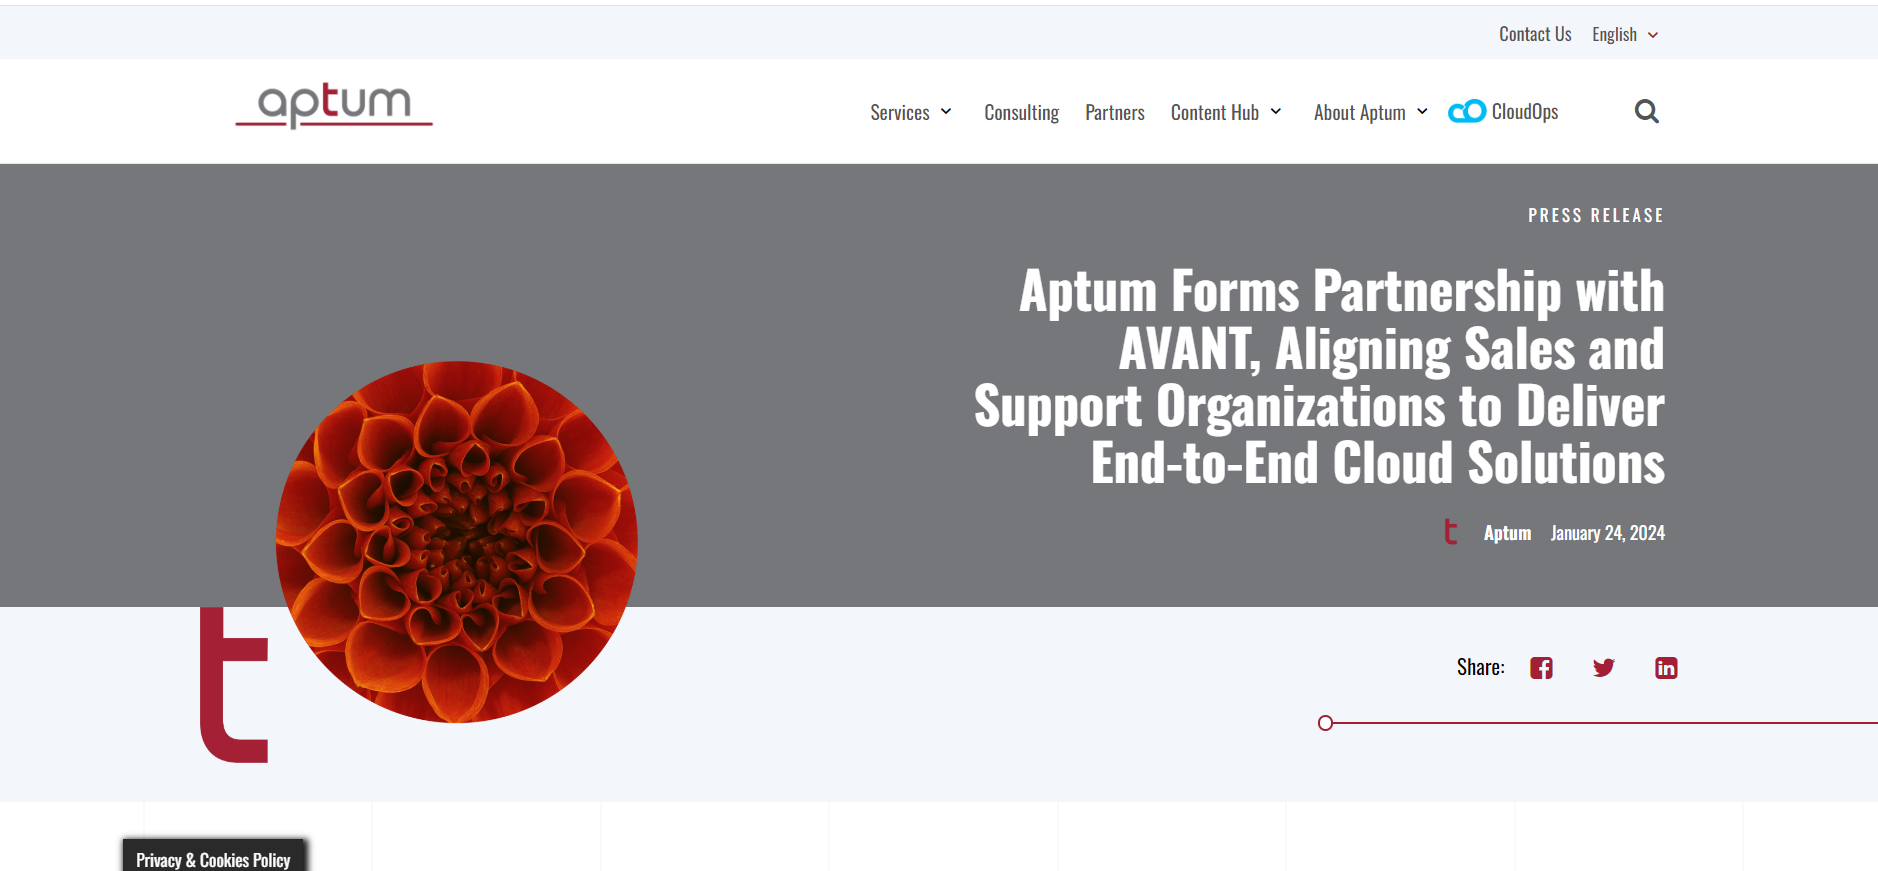 Contact Us English
aptum
Services Consulting Partners Content Hub About Aptum CloudOps
PRESS RELEASE
Aptum Forms Partnership with
AVANT, Aligning Sales and
Support Organizations to Deliver
End-to-End Cloud Solutions
t Aptum January 24, 2024
t
Share:
Privacy & Cookies Policy